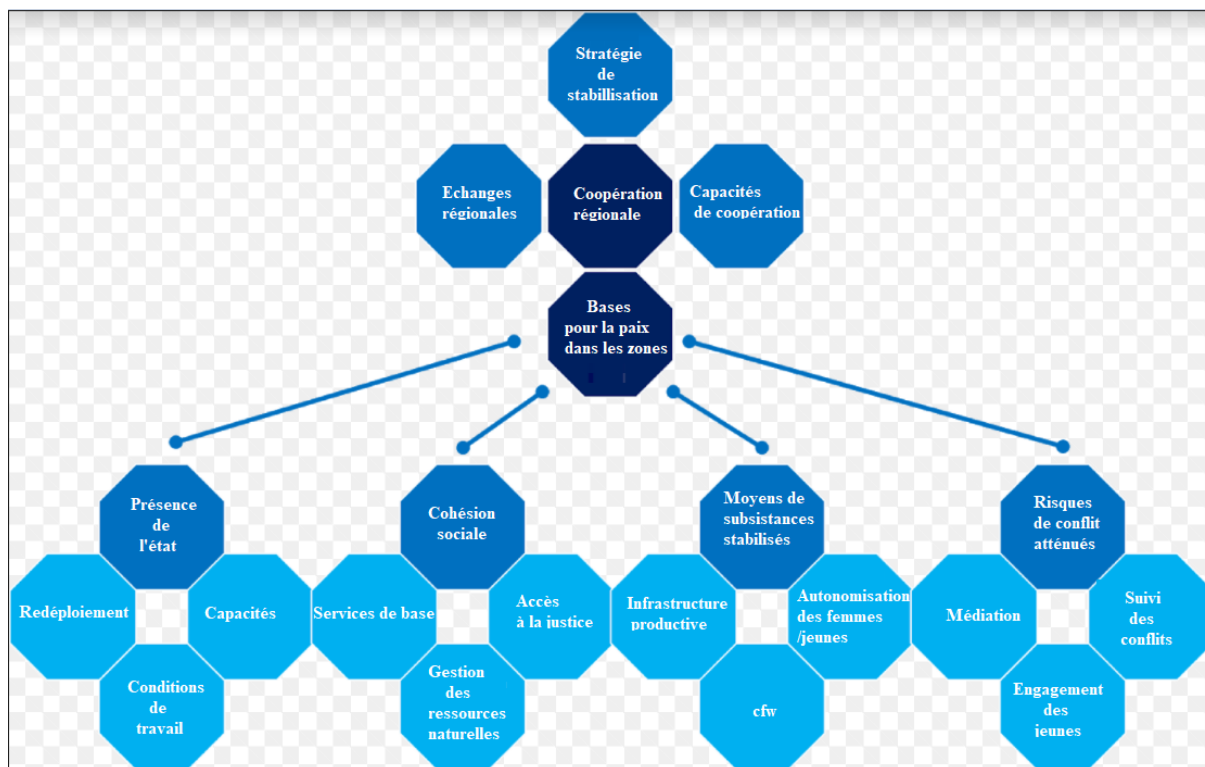 Stratégie
de
stabillisation
Echanges
régionales
Coopération
régionale
Capacités
de coopération
Bases
pour la paix
dans les zones
Présence
de
l'état
Redéploiement
Capacités
Conditions
de
travail
Cohésion
sociale
Services de base
Accès
à la justice
Gestion
des
ressources
naturelles
Moyens de
subsistances
stabilisés
Infrastructure
productive
Autonomisation
des femmes
/jeunes
cfw
Risques
de conflit
atténués
Médiation
Suivi
des
conflits
Engagement
des
jeunes